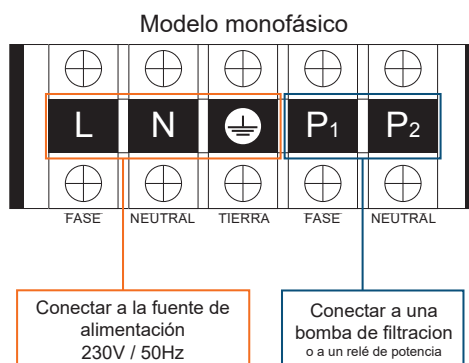 Modelo monofásico
L N P1 P2
FASE NEUTRAL TIERRA FASE NEUTRAL
Conectar a la fuente de
alimentación
230V / 50Hz
Conectar a una
bomba de filtracion
o a un relé de potencia